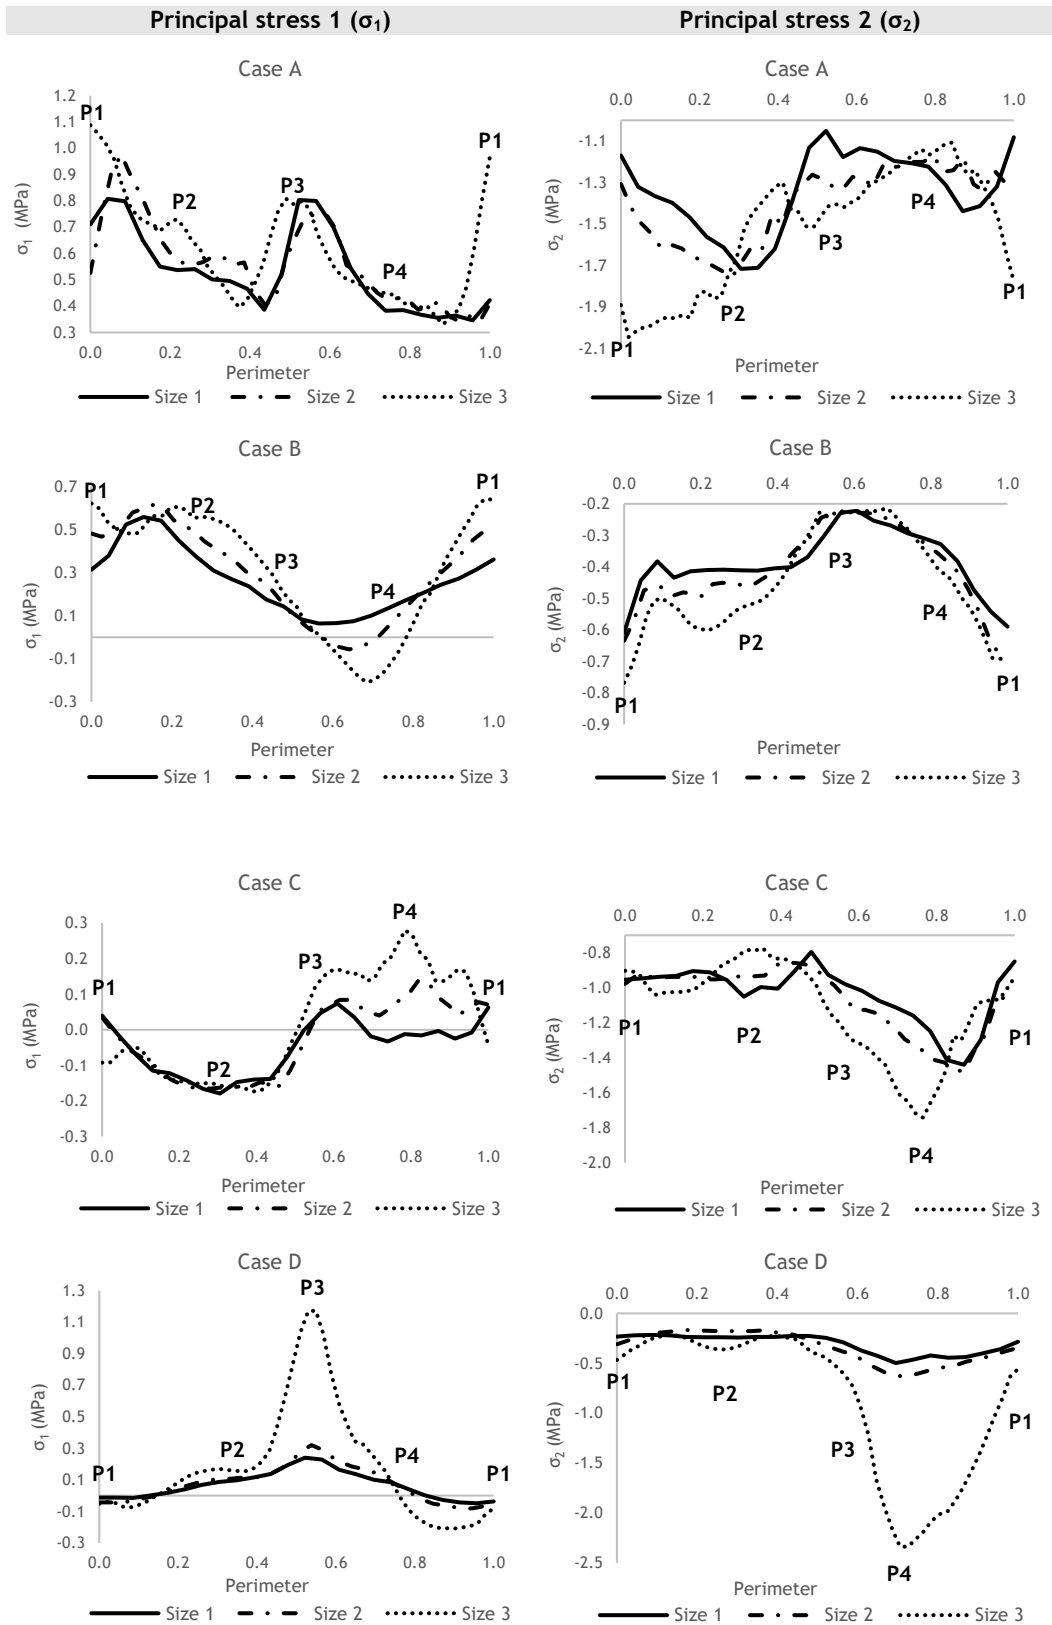 Principal stress 1 (σ₁)
Principal stress 2 (σ₂)
Case A
1.2
1.1
1.0
0.8
0.7
0.6
0.4
0.3
σ₁ (MPa)
P1
P2
P3
P4
P1
0.0 0.2 0.4 0.6 0.8 1.0
Perimeter
Size 1 Size 2 Size 3
Case A
0.0 0.2 0.4 0.6 0.8 1.0
-1.1
-1.3
-1.5
-1.7
-1.9
-2.1
σ₂ (MPa)
P1
P2
P3
P4
P1
Perimeter
Size 1 Size 2 Size 3
Case B
0.7
0.5
0.3
0.1
-0.1
-0.3
σ₁ (MPa)
P1
P2
P3
P4
P1
0.0 0.2 0.4 0.6 0.8 1.0
Perimeter
Size 1 Size 2 Size 3
Case B
0.0 0.2 0.4 0.6 0.8 1.0
-0.2
-0.3
-0.4
-0.5
-0.6
-0.7
-0.8
-0.9
σ₂ (MPa)
P1
P2
P3
P4
P1
Perimeter
Size 1 Size 2 Size 3
Case C
0.3
0.2
0.1
0.0
-0.1
-0.2
-0.3
σ₁ (MPa)
P1
P2
P3
P4
P1
0.0 0.2 0.4 0.6 0.8 1.0
Perimeter
Size 1 Size 2 Size 3
Case C
0.0 0.2 0.4 0.6 0.8 1.0
-0.8
-1.0
-1.2
-1.4
-1.6
-1.8
-2.0
σ₂ (MPa)
P1
P2
P3
P4
P1
Perimeter
Size 1 Size 2 Size 3
Case D
1.3
1.1
0.9
0.7
0.5
0.3
0.1
-0.1
-0.3
σ₁ (MPa)
P1
P2
P3
P4
P1
0.0 0.2 0.4 0.6 0.8 1.0
Perimeter
Size 1 Size 2 Size 3
Case D
0.0 0.2 0.4 0.6 0.8 1.0
0.0
-0.5
-1.0
-1.5
-2.0
-2.5
σ₂ (MPa)
P1
P2
P3
P4
P1
Perimeter
Size 1 Size 2 Size 3